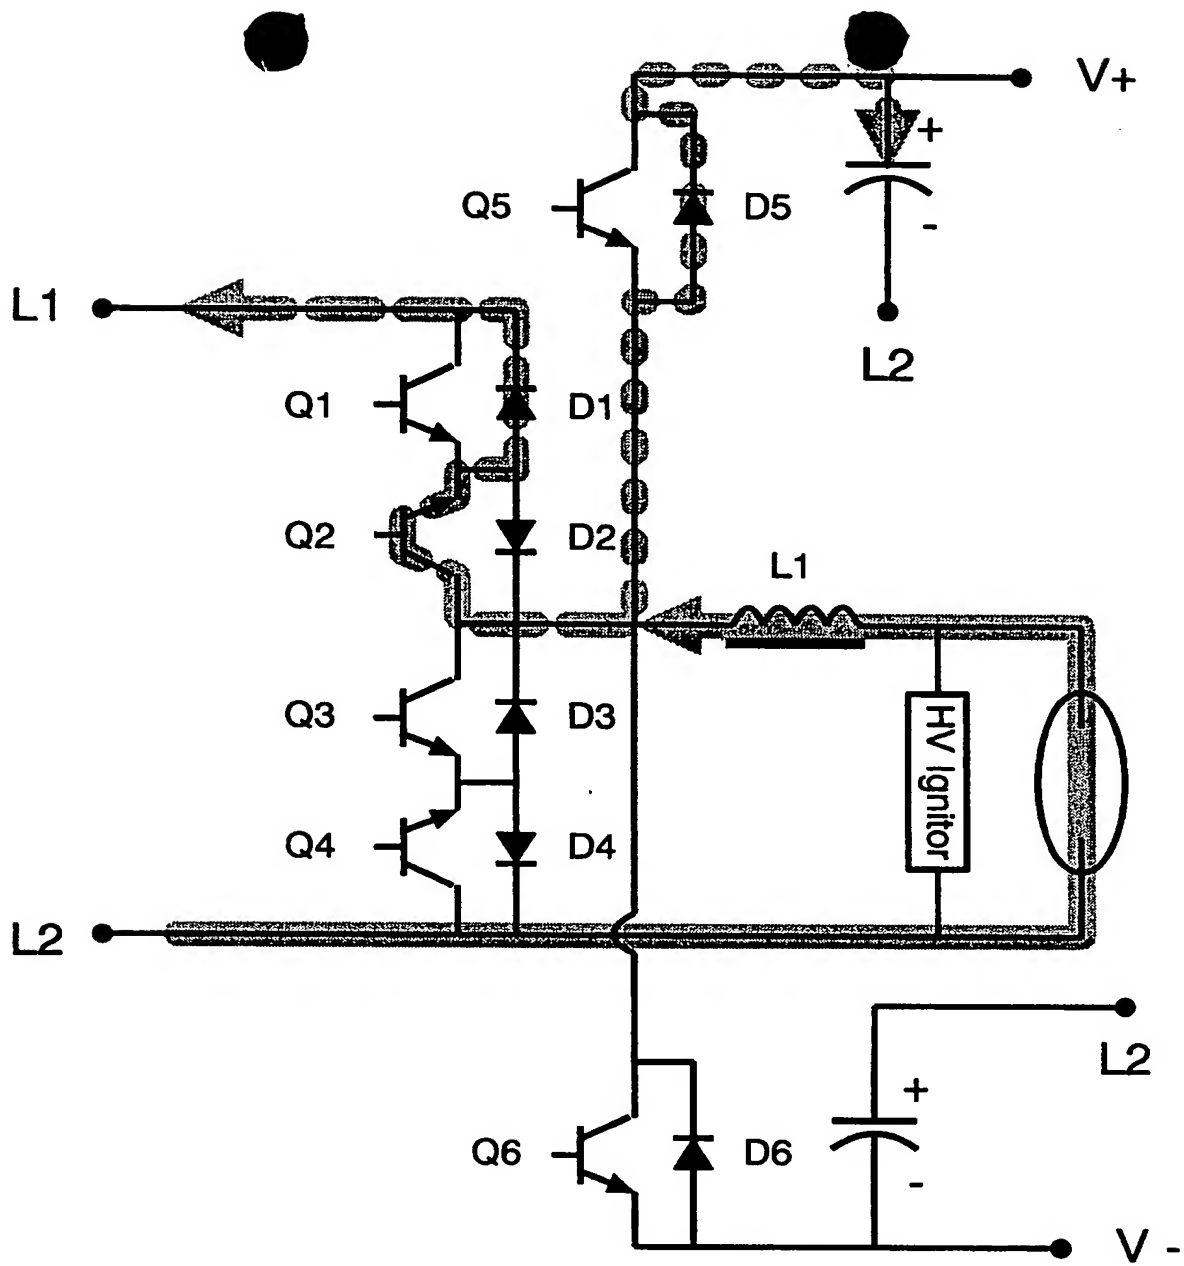 V+
+
Q5
D5
-
L1
L2
Q1
D1
Q2
D2
L1
Q3
D3
HV Ignitor
Q4
D4
L2
L2
+
Q6
D6
-
V -